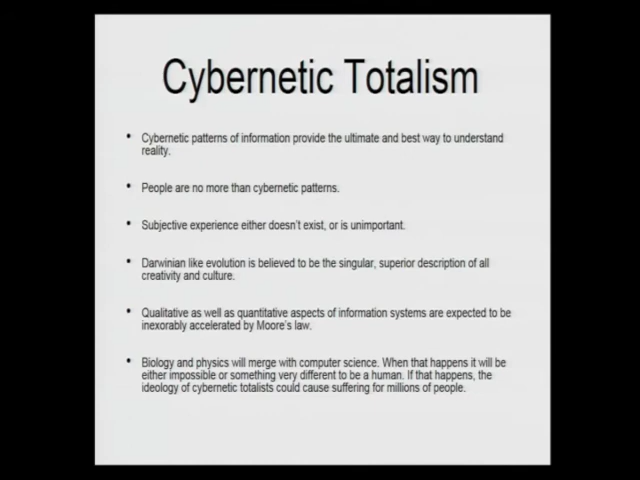 Cybernetic Totalism
• Cybernetic patterns of information provide the ultimate and best way to understand
reality.
• People are no more than cybernetic patterns.
• Subjective experience either doesn't exist, or is unimportant.
• Darwinian like evolution is believed to be the singular, superior description of all
creativity and culture.
• Qualitative as well as quantitative aspects of information systems are expected to be
inexorably accelerated by Moore's law.
• Biology and physics will merge with computer science. When that happens it will be
either impossible or something very different to be a human. If that happens, the
ideology of cybernetic totalists could cause suffering for millions of people.